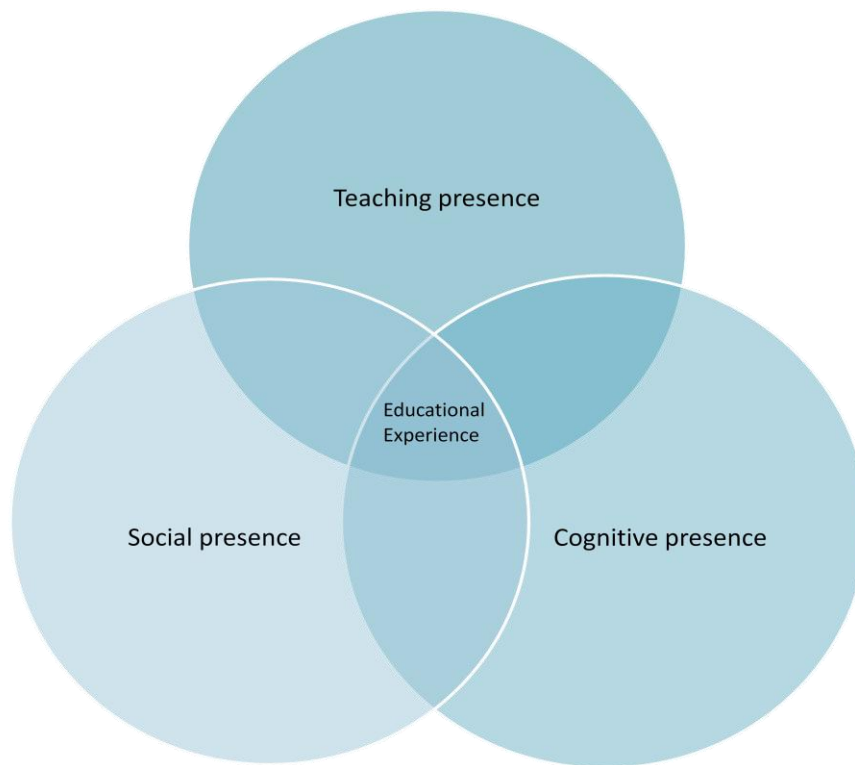 Teaching presence
Educational
Experience
Social presence
Cognitive presence